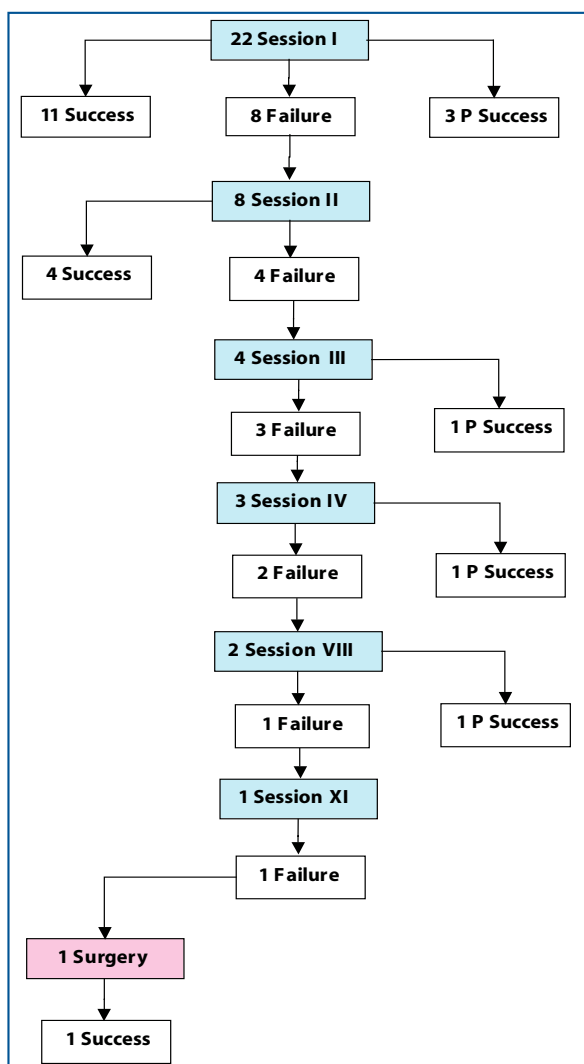 22 Session I
11 Success
8 Failure
3 P Success
8 Session II
4 Success
4 Failure
4 Session III
3 Failure
1 P Success
3 Session IV
2 Failure
1 P Success
2 Session VIII
1 Failure
1 P Success
1 Session XI
1 Failure
1 Surgery
1 Success